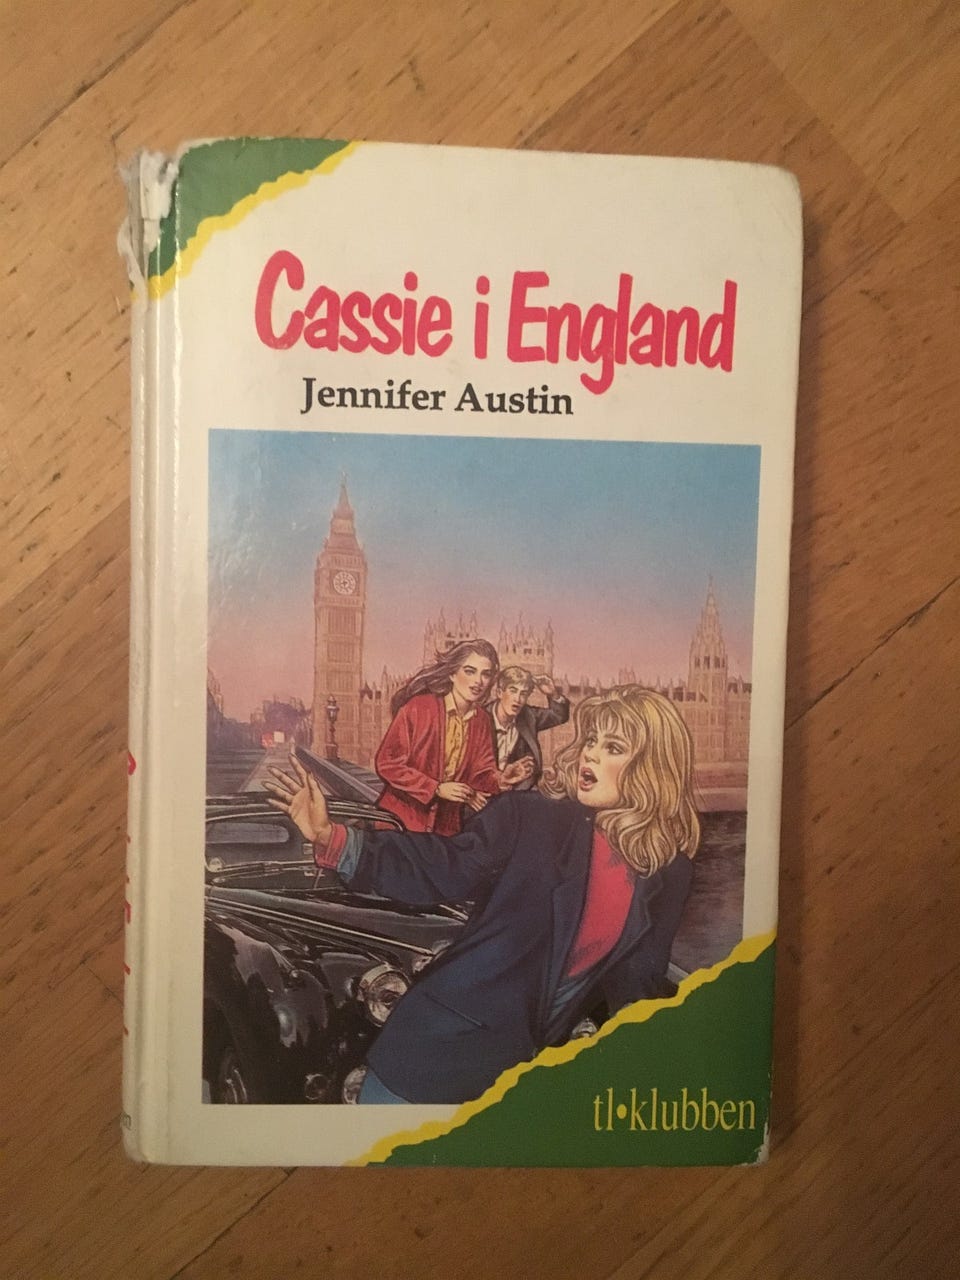 Cassie i England
Jennifer Austin
tl•klubben